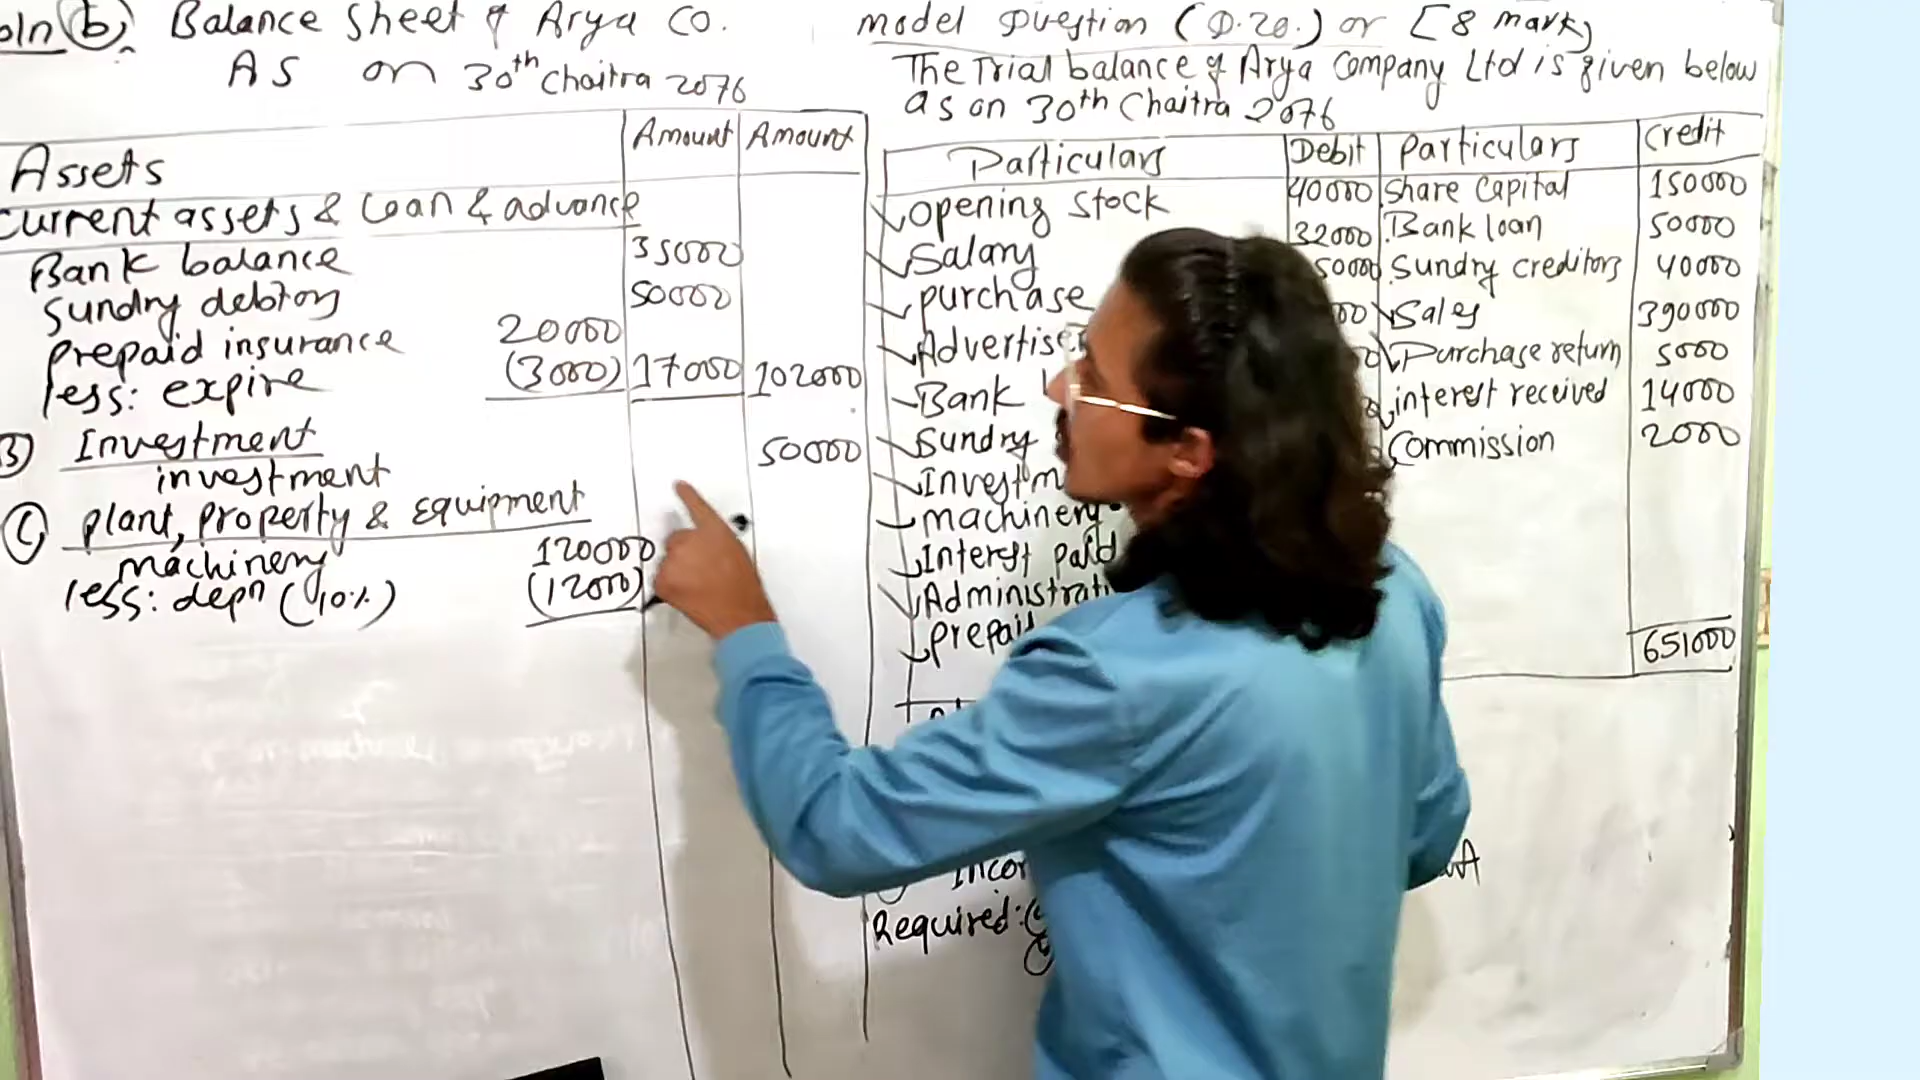 oln (b) Balance Sheet of Arya Co.
As on 30th Chaitra 2076
Assets Amount Amount
Current assets & Loan & advance
Bank balance 35000
Sundry debtors 50000
Prepaid insurance 20000
less: expire (3000) 17000 102000
B) Investment
investment 50000
C) plant, property & Equipment
machinery 120000
less: depn (10%) (12000)
model Question (Q.20.) or [8 mark]
The Trial balance of Arya Company Ltd is given below
as on 30th Chaitra 2076
Particulars Debit Particulars Credit
Opening Stock 40000 Share Capital 150000
Salary 32000 Bank loan 50000
Purchase 50000 Sundry creditors 40000
Sales 390000
Advertise Purchase return 5000
Bank interest received 14000
Sundry Commission 2000
Investm
machinery
Interest paid
Administrati
prepaid 651000
Incom
Required: